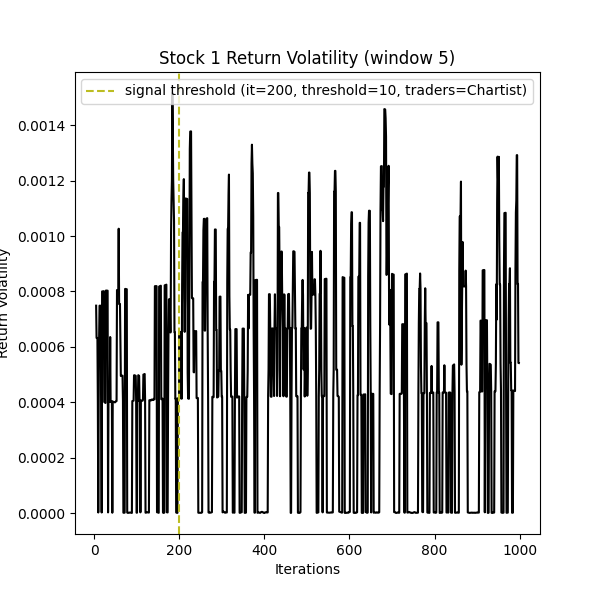 Stock 1 Return Volatility (window 5)
signal threshold (it=200, threshold=10, traders=Chartist)
0.0014
0.0012
0.0010
0.0008
0.0006
0.0004
0.0002
0.0000
Return Volatility
0 200 400 600 800 1000
Iterations